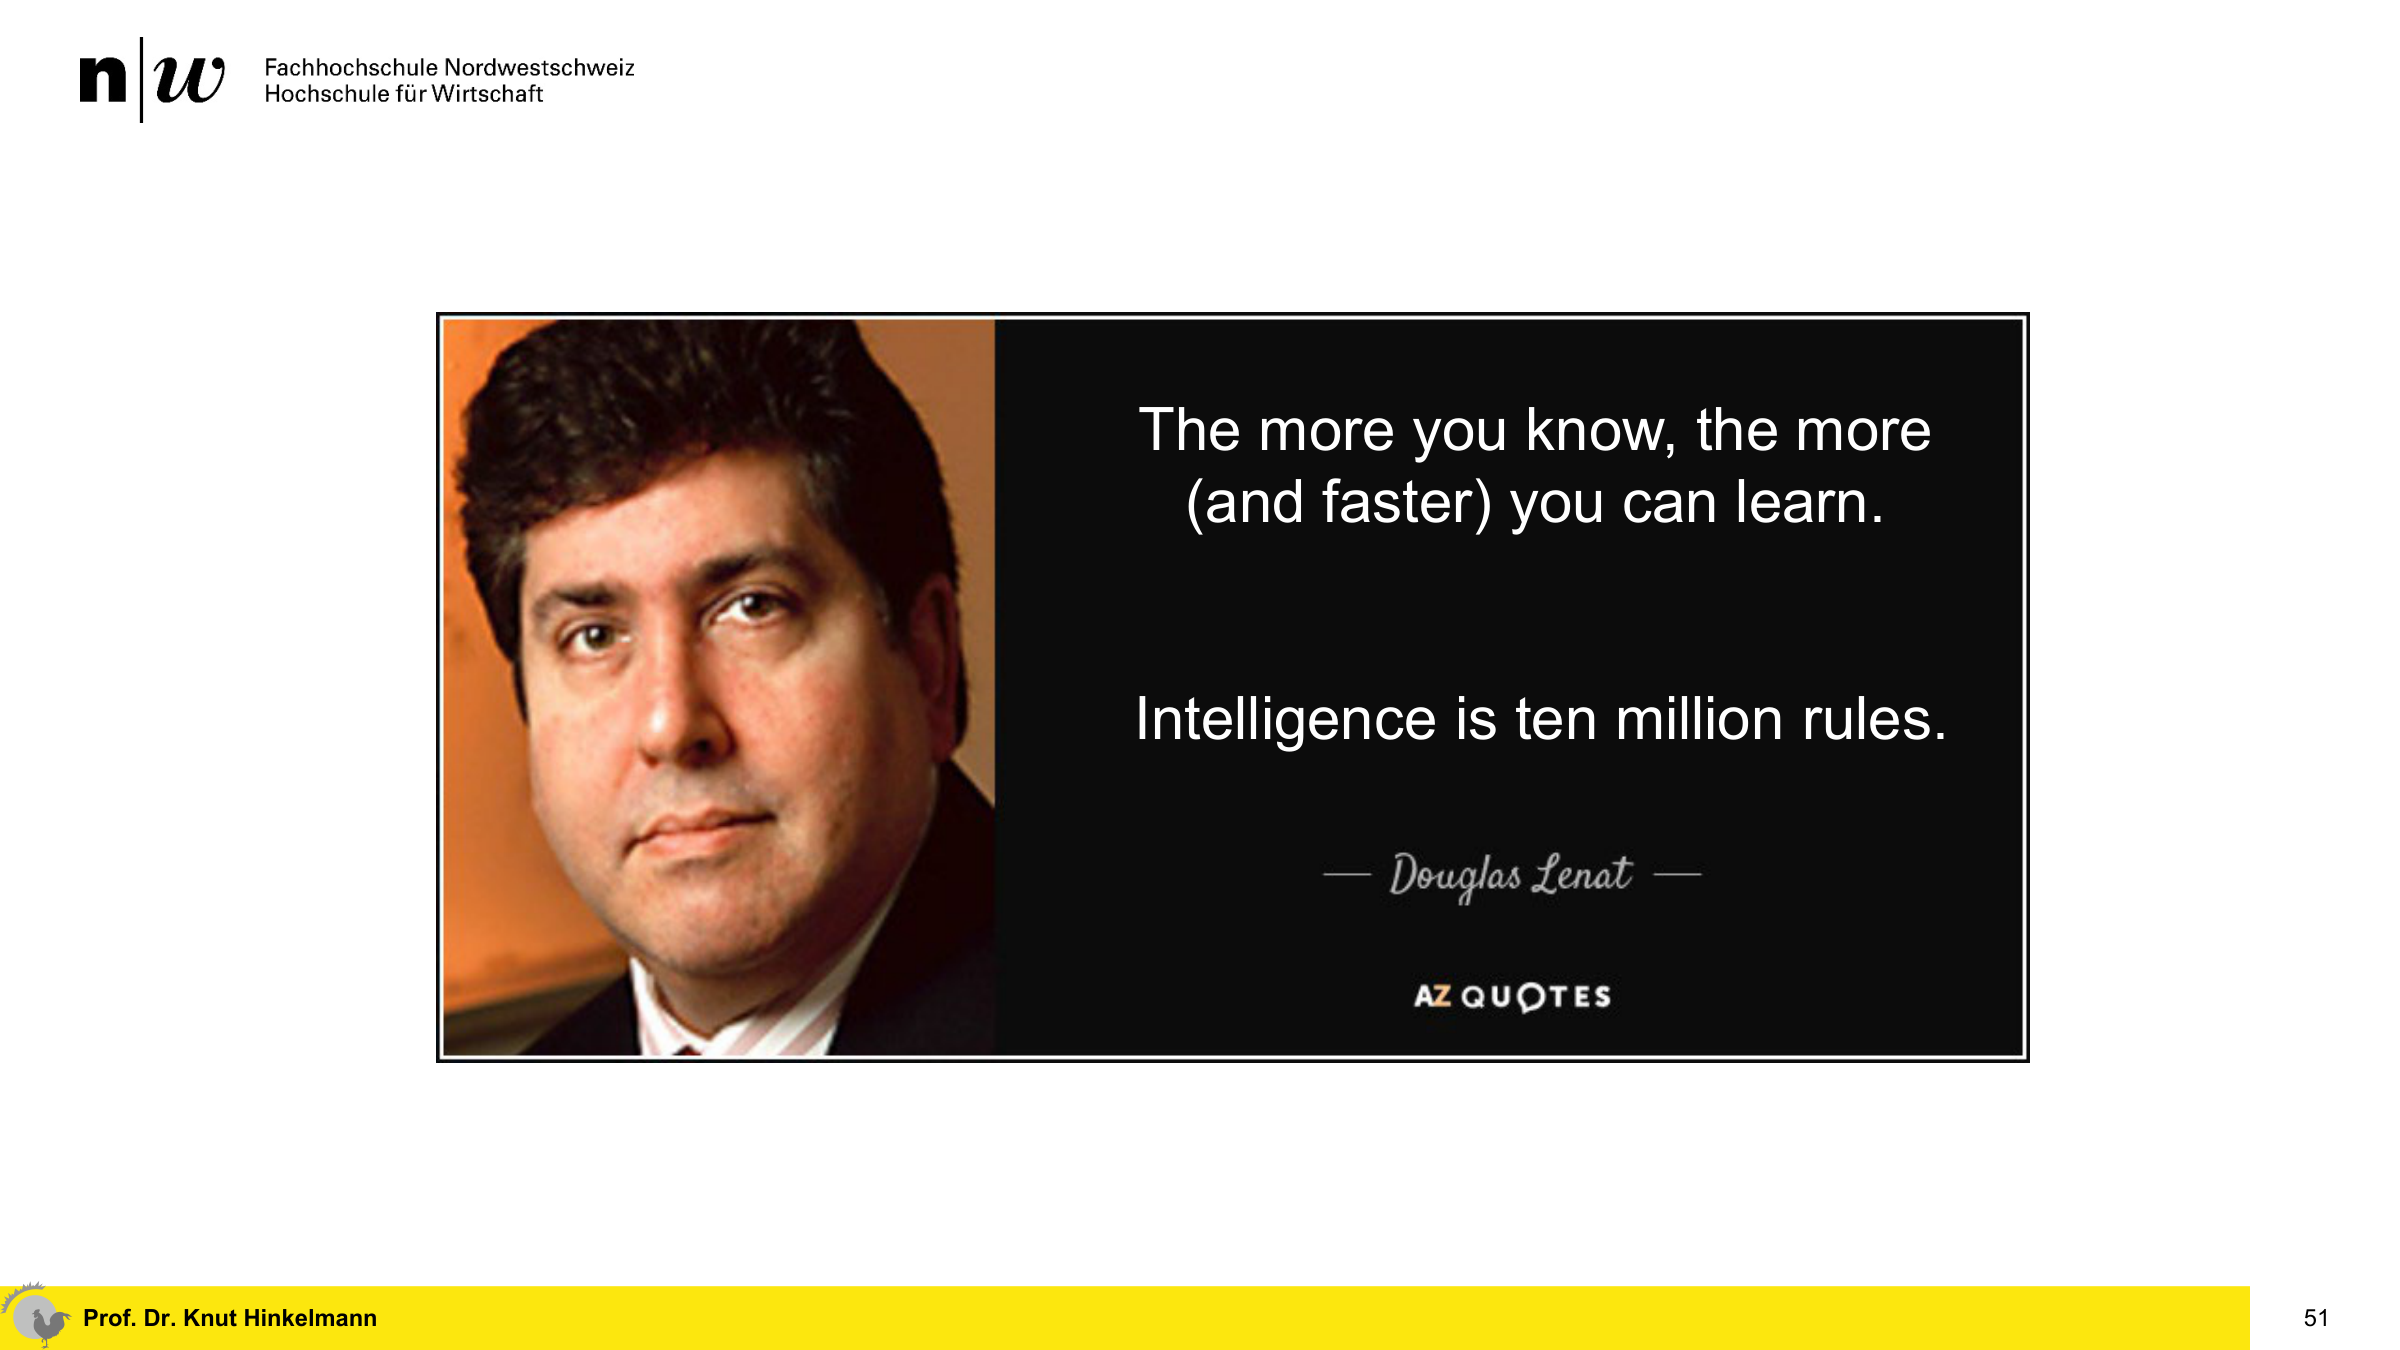 n|w
Fachhochschule Nordwestschweiz
Hochschule für Wirtschaft
The more you know, the more
(and faster) you can learn.
Intelligence is ten million rules.
— Douglas Lenat —
AZ QUOTES
Prof. Dr. Knut Hinkelmann
51